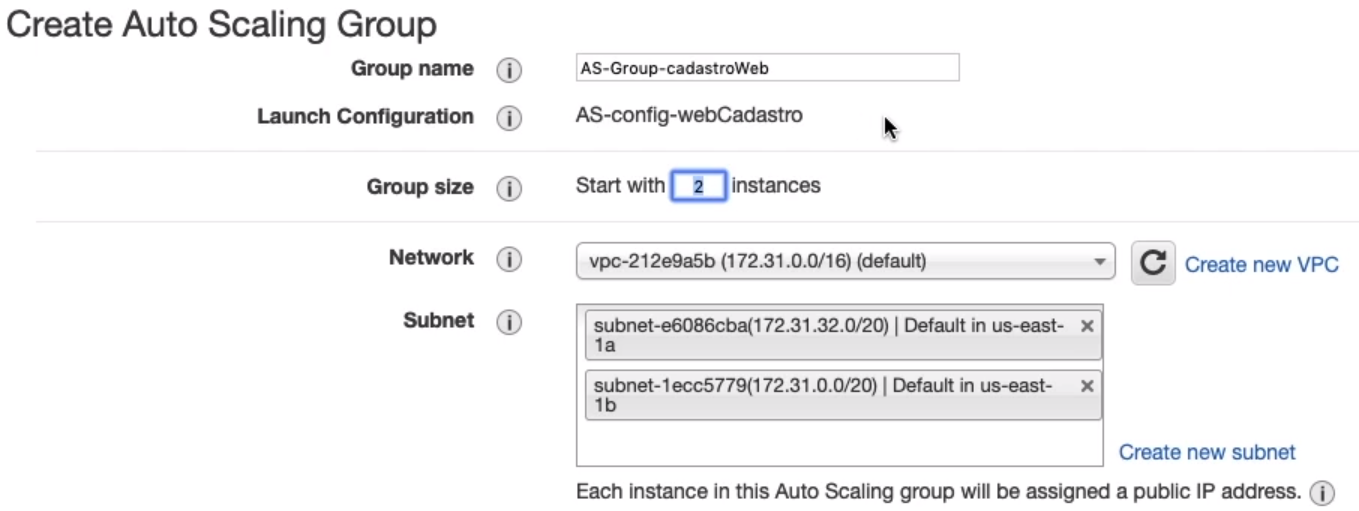 Create Auto Scaling Group
Group name AS-Group-cadastroWeb
Launch Configuration AS-config-webCadastro
Group size Start with 2 instances
Network vpc-212e9a5b (172.31.0.0/16) (default) Create new VPC
Subnet subnet-e6086cba(172.31.32.0/20) | Default in us-east-
1a
subnet-1ecc5779(172.31.0.0/20) | Default in us-east-
1b
Create new subnet
Each instance in this Auto Scaling group will be assigned a public IP address.